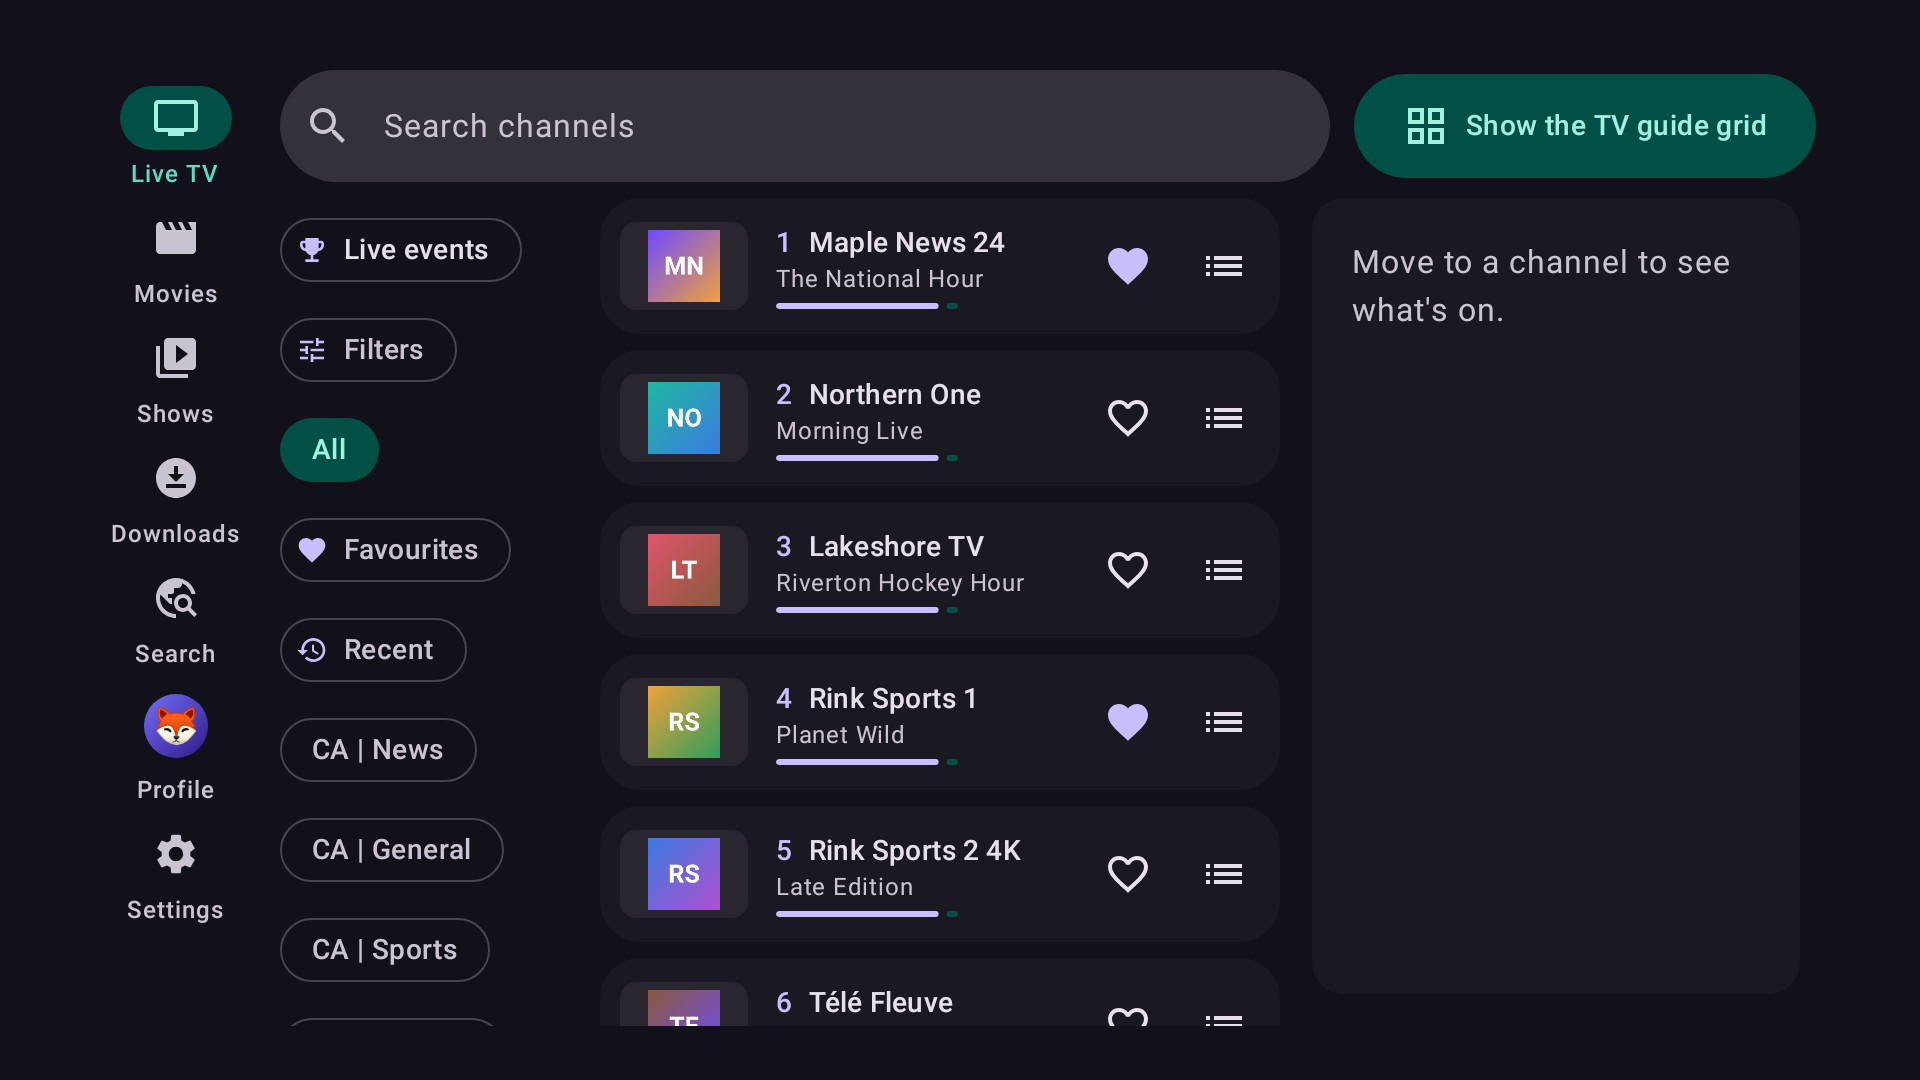 Search channels
Show the TV guide grid
Live TV
Movies
Shows
Downloads
Search
Profile
Settings
Live events
Filters
All
Favourites
Recent
CA | News
CA | General
CA | Sports
MN
1 Maple News 24
The National Hour
NO
2 Northern One
Morning Live
LT
3 Lakeshore TV
Riverton Hockey Hour
RS
4 Rink Sports 1
Planet Wild
RS
5 Rink Sports 2 4K
Late Edition
TF
6 Télé Fleuve
Move to a channel to see
what's on.